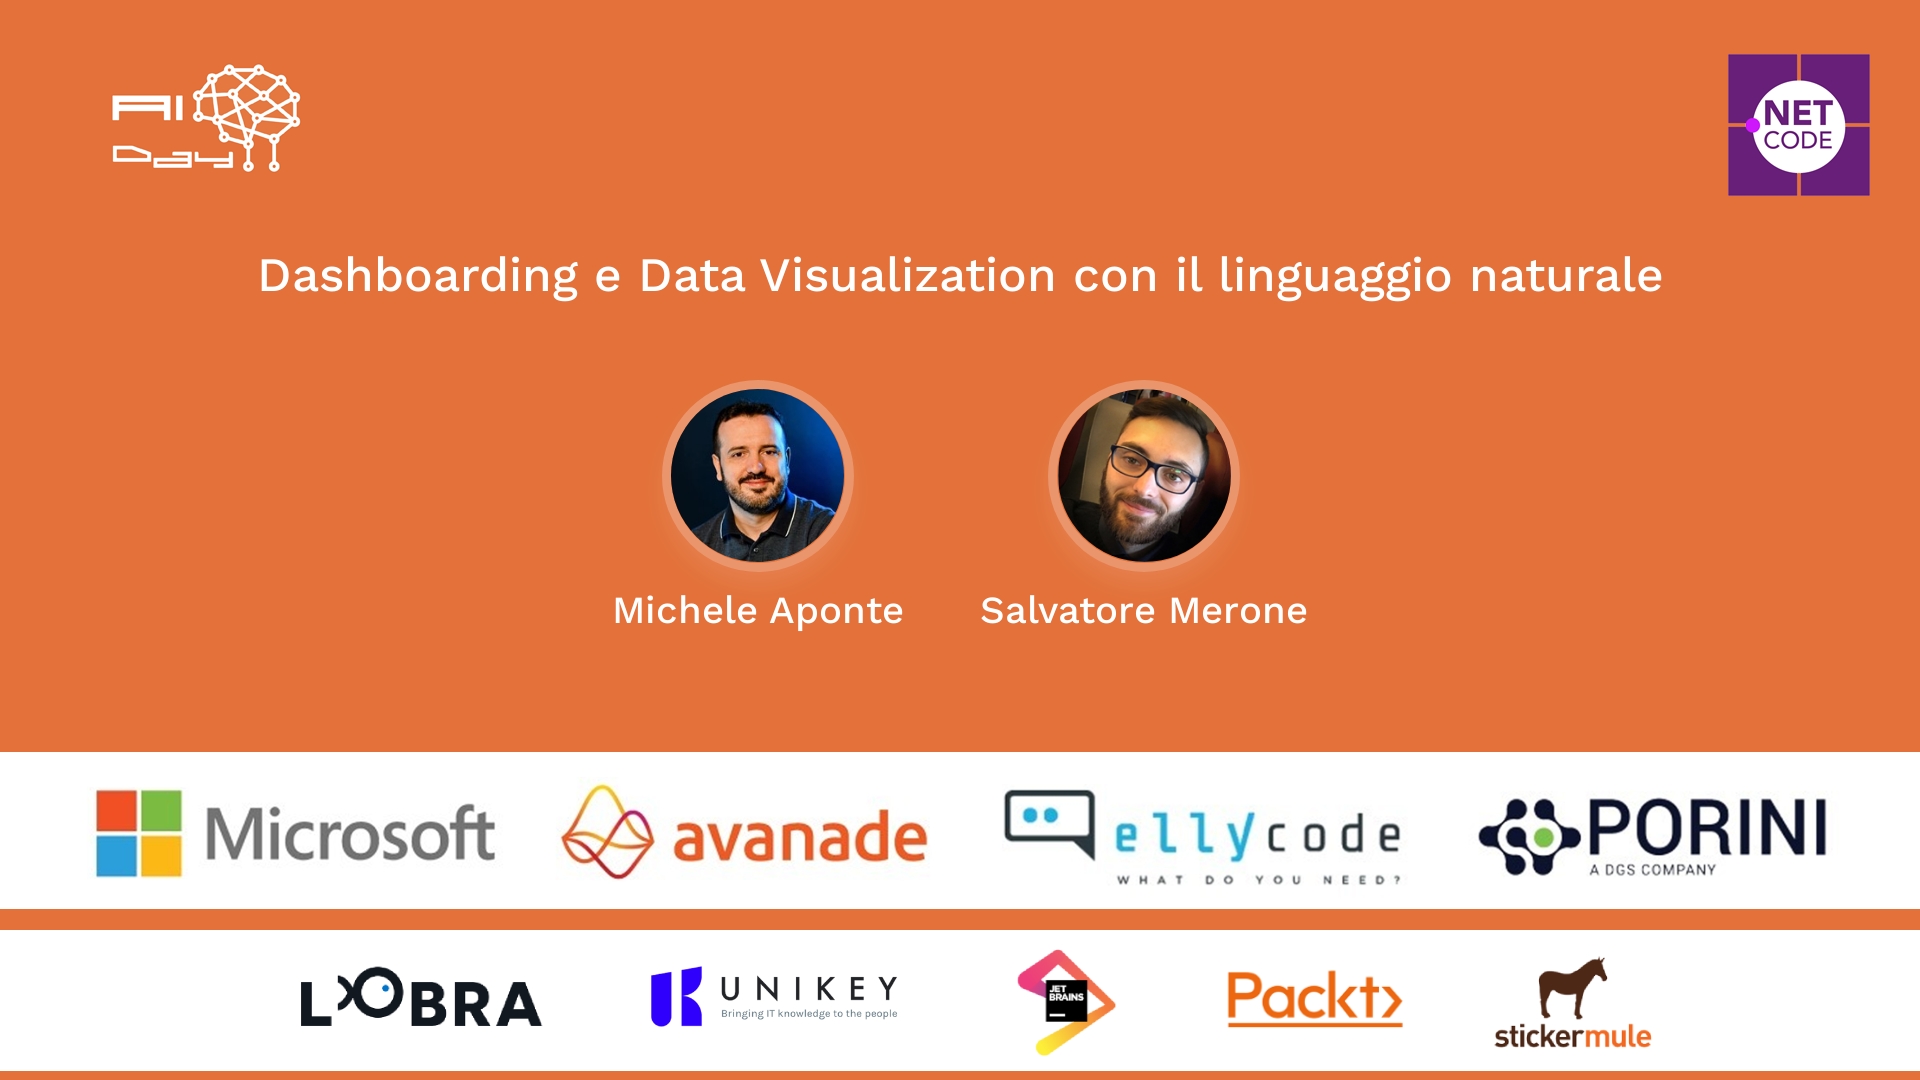 AI
Day
NET
CODE
Dashboarding e Data Visualization con il linguaggio naturale
Michele Aponte
Salvatore Merone
Microsoft
avanade
ellycode
WHAT DO YOU NEED?
PORINI
A DGS COMPANY
LOBRA
UNIKEY
Bringing IT knowledge to the people
JET
BRAINS
Packt>
stickermule